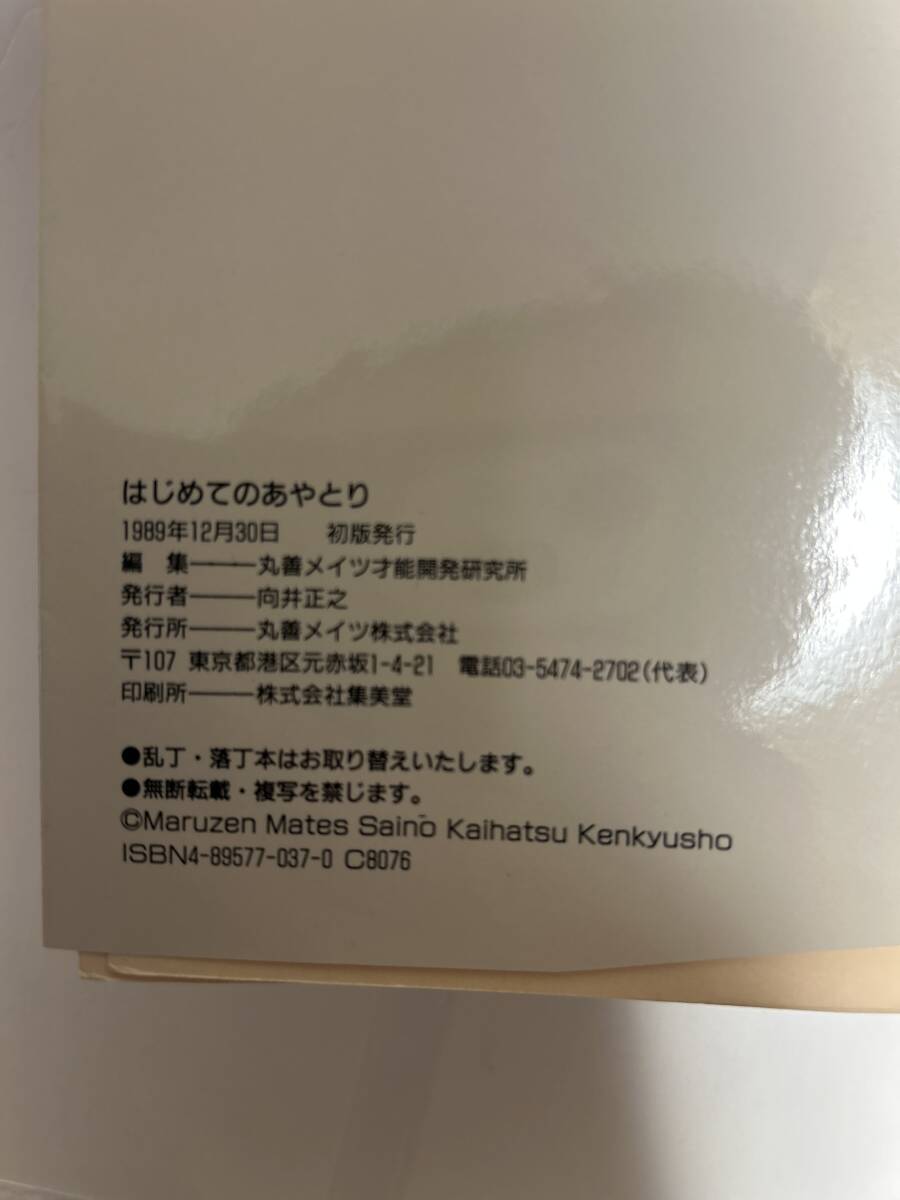 はじめてのあやとり
1989年12月30日　初版発行
編　集―――丸善メイツ才能開発研究所
発行者―――向井正之
発行所―――丸善メイツ株式会社
〒107 東京都港区元赤坂1-4-21　電話03-5474-2702(代表)
印刷所―――株式会社集美堂
●乱丁・落丁本はお取り替えいたします。
●無断転載・複写を禁じます。
©Maruzen Mates Sainō Kaihatsu Kenkyusho
ISBN4-89577-037-0 C8076